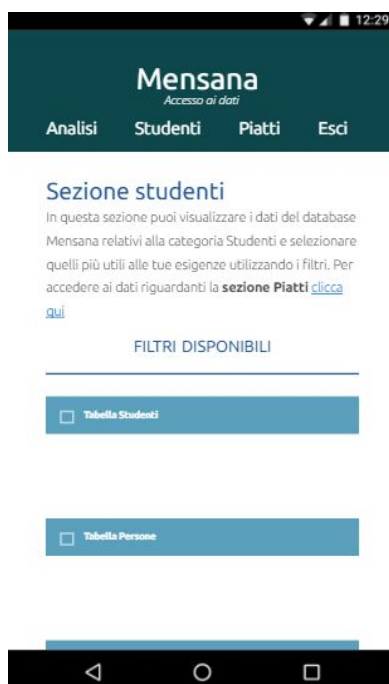 12:29
Mensana
Accesso ai dati
Analisi Studenti Piatti Esci
Sezione studenti
In questa sezione puoi visualizzare i dati del database
Mensana relativi alla categoria Studenti e selezionare
quelli più utili alle tue esigenze utilizzando i filtri. Per
accedere ai dati riguardanti la sezione Piatti clicca
qui
FILTRI DISPONIBILI
Tabella Studenti
Tabella Persone